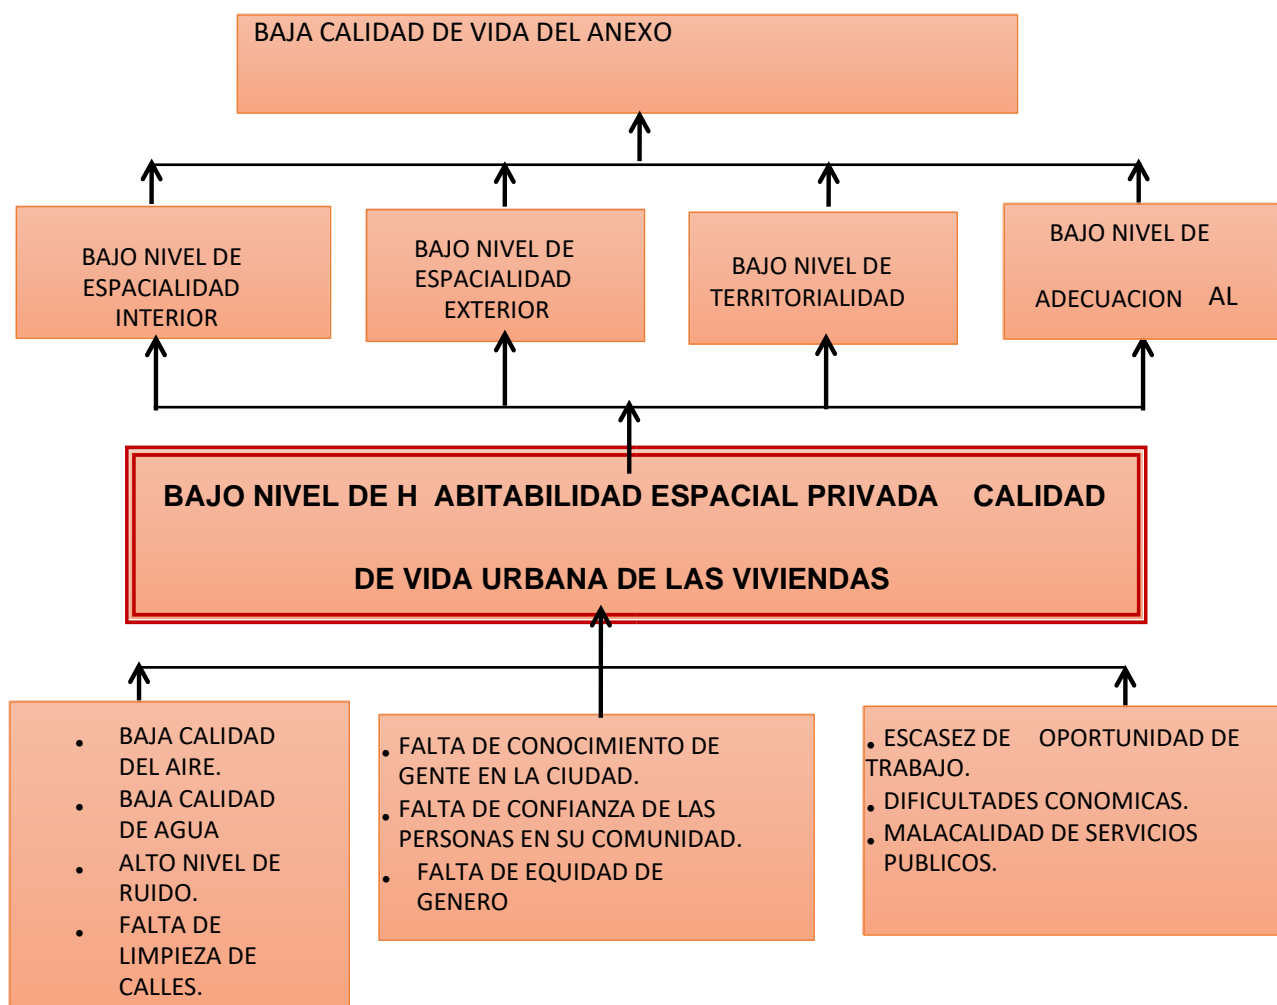 BAJA CALIDAD DE VIDA DEL ANEXO
BAJO NIVEL DE
ESPACIALIDAD
INTERIOR
BAJO NIVEL DE
ESPACIALIDAD
EXTERIOR
BAJO NIVEL DE
TERRITORIALIDAD
BAJO NIVEL DE
ADECUACION AL
BAJO NIVEL DE H ABITABILIDAD ESPACIAL PRIVADA CALIDAD
DE VIDA URBANA DE LAS VIVIENDAS
• BAJA CALIDAD
DEL AIRE.
• BAJA CALIDAD
DE AGUA
• ALTO NIVEL DE
RUIDO.
• FALTA DE
LIMPIEZA DE
CALLES.
• FALTA DE CONOCIMIENTO DE
GENTE EN LA CIUDAD.
• FALTA DE CONFIANZA DE LAS
PERSONAS EN SU COMUNIDAD.
• FALTA DE EQUIDAD DE
GENERO
• ESCASEZ DE OPORTUNIDAD DE
TRABAJO.
• DIFICULTADES CONOMICAS.
• MALACALIDAD DE SERVICIOS
PUBLICOS.